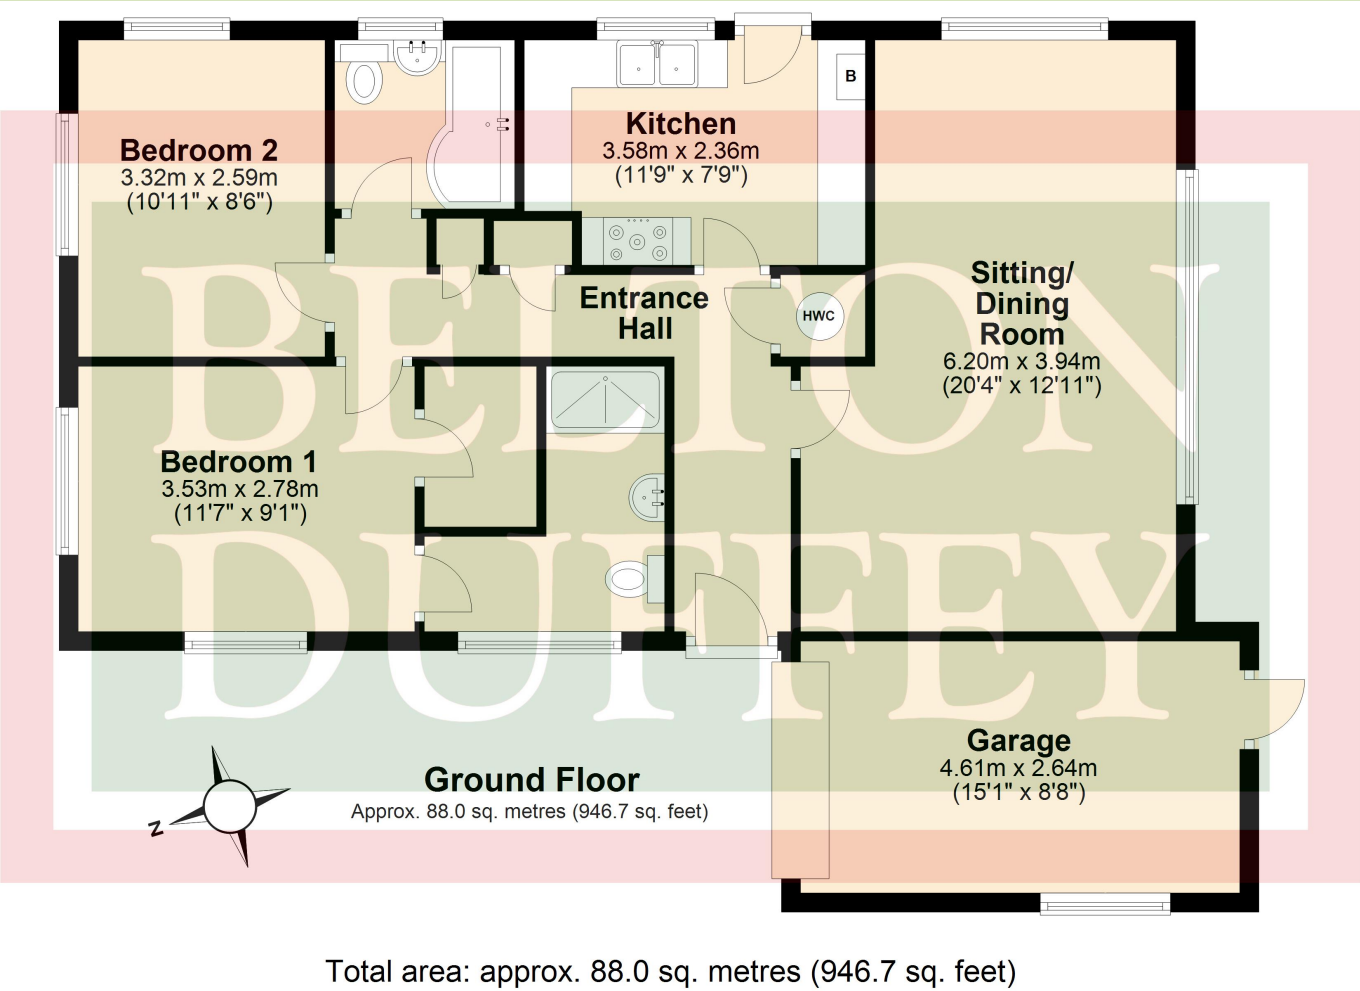 Bedroom 2
3.32m x 2.59m
(10'11" x 8'6")
Kitchen
3.58m x 2.36m
(11'9" x 7'9")
B
Entrance
Hall
HWC
Sitting/
Dining
Room
6.20m x 3.94m
(20'4" x 12'11")
BELTON
DUFFEY
Bedroom 1
3.53m x 2.78m
(11'7" x 9'1")
Garage
4.61m x 2.64m
(15'1" x 8'8")
N
Ground Floor
Approx. 88.0 sq. metres (946.7 sq. feet)
Total area: approx. 88.0 sq. metres (946.7 sq. feet)